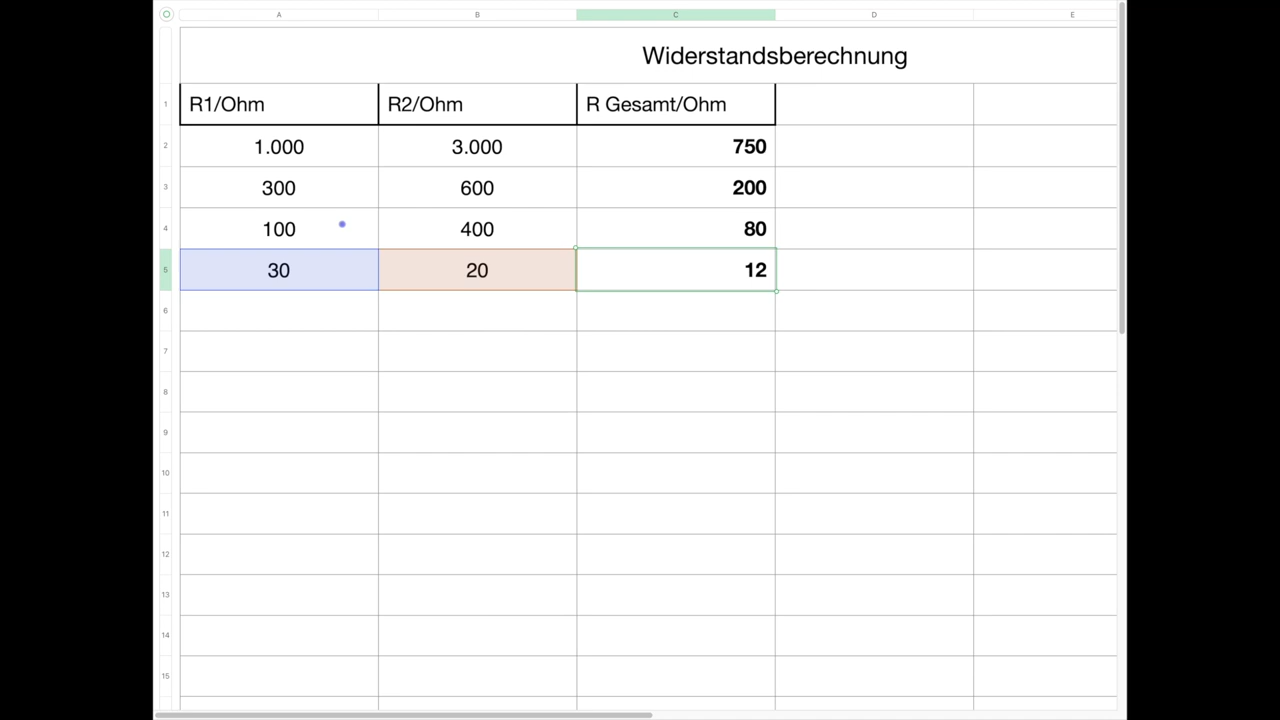 A B C D E
Widerstandsberechnung
1 R1/Ohm R2/Ohm R Gesamt/Ohm
2 1.000 3.000 750
3 300 600 200
4 100 400 80
5 30 20 12
6
7
8
9
10
11
12
13
14
15